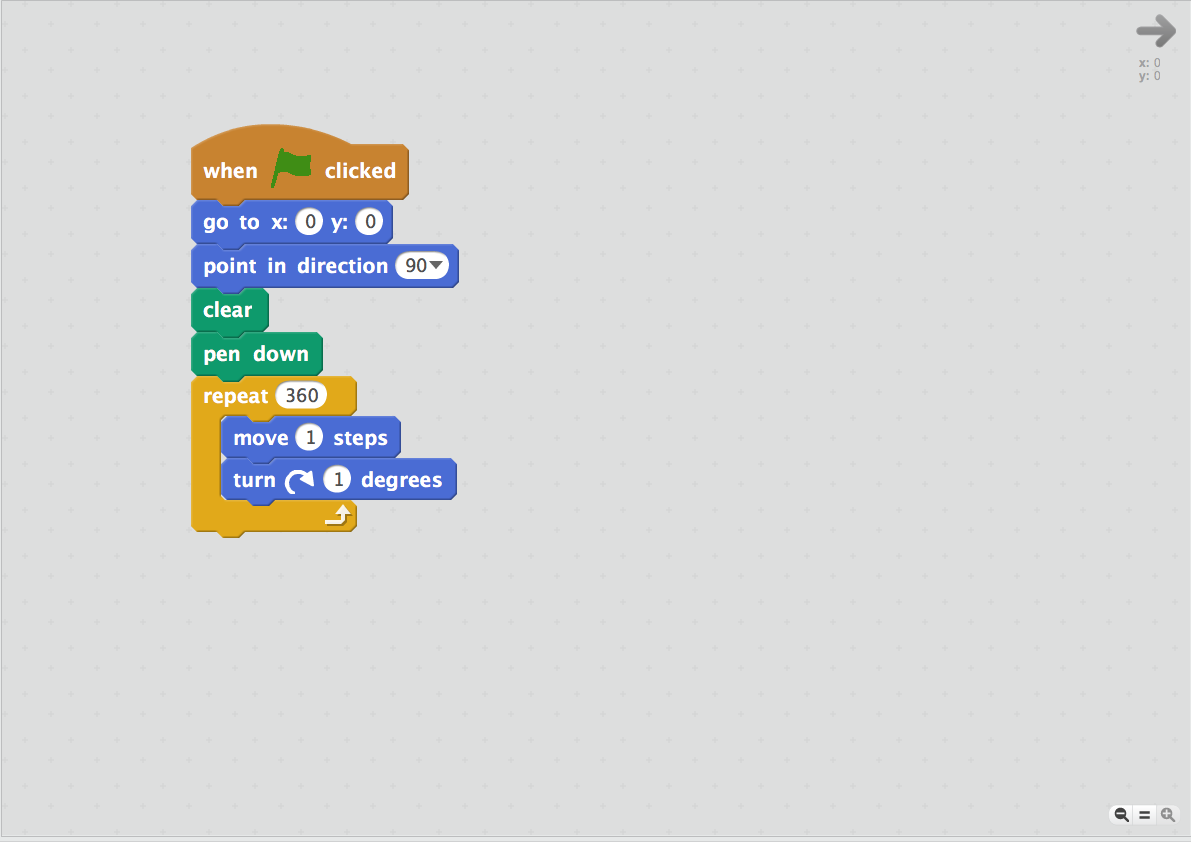 x: 0
y: 0
when clicked
go to x: 0 y: 0
point in direction 90
clear
pen down
repeat 360
move 1 steps
turn 1 degrees